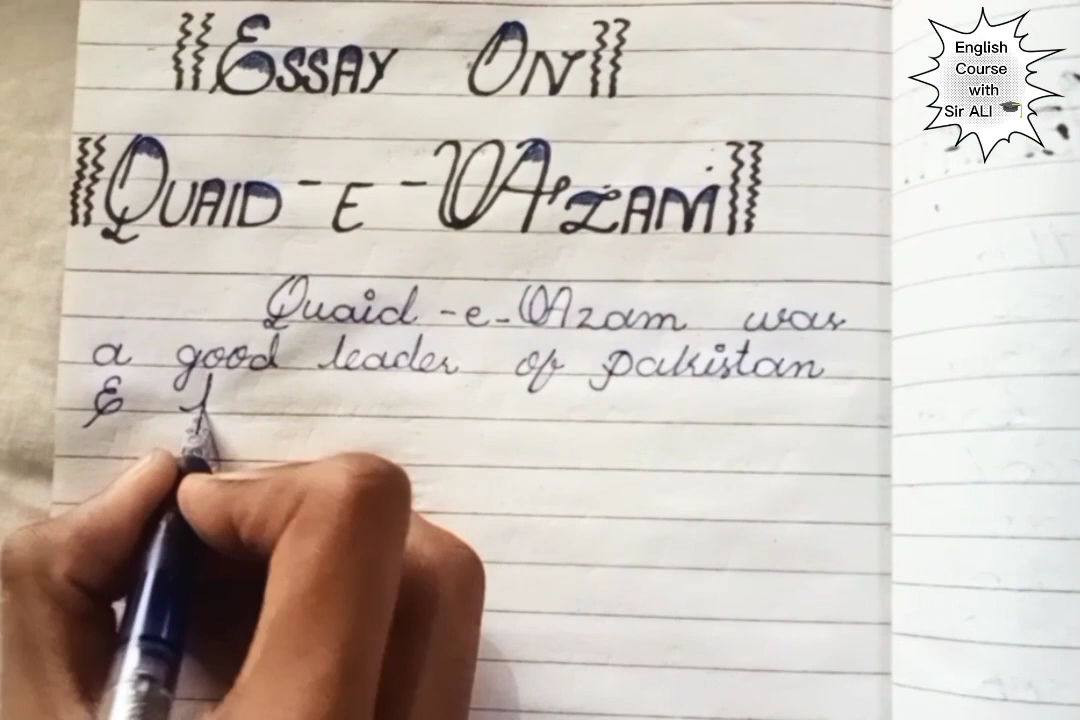 ESSAY ON
QUAID-E-AZAM
Quaid-e-Azam was
a good leader of pakistan
&
English
Course
with
Sir ALI